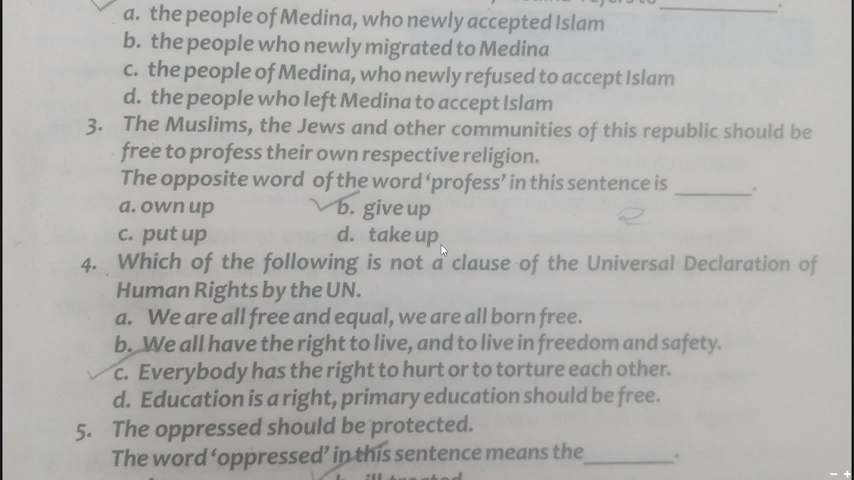 a. the people of Medina, who newly accepted Islam
b. the people who newly migrated to Medina
c. the people of Medina, who newly refused to accept Islam
d. the people who left Medina to accept Islam
3. The Muslims, the Jews and other communities of this republic should be
free to profess their own respective religion.
The opposite word of the word 'profess' in this sentence is ________.
a. own up b. give up
c. put up d. take up
4. Which of the following is not a clause of the Universal Declaration of
Human Rights by the UN.
a. We are all free and equal, we are all born free.
b. We all have the right to live, and to live in freedom and safety.
c. Everybody has the right to hurt or to torture each other.
d. Education is a right, primary education should be free.
5. The oppressed should be protected.
The word 'oppressed' in this sentence means the ________.